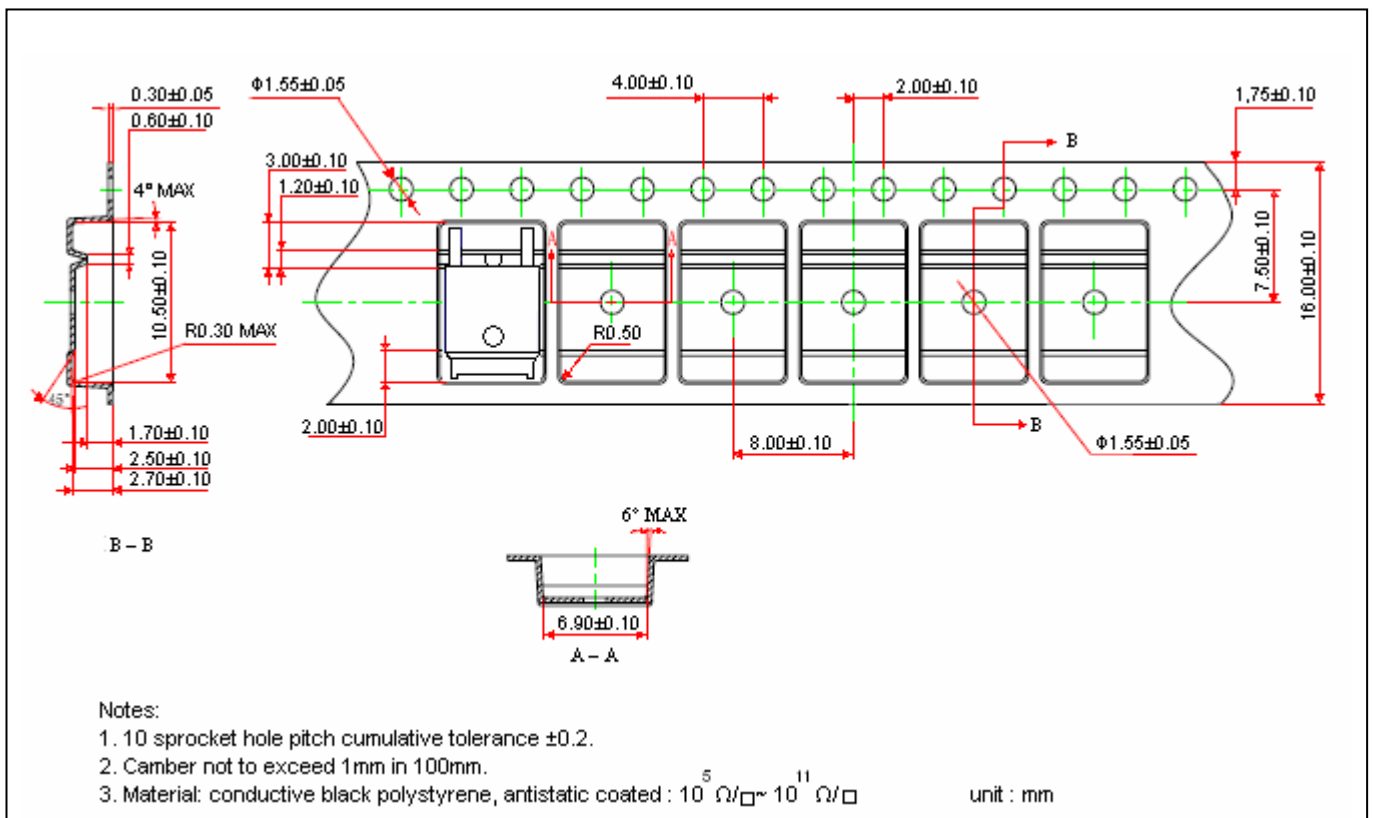 0.30±0.05
Φ1.55±0.05
4.00±0.10
2.00±0.10
1,75±0.10
0.60±0.10
B
3.00±0.10
4° MAX
1.20±0.10
A
A
7.50±0.10
16.00±0.10
10.50±0.10
R0.30 MAX
R0.50
45°
2.00±0.10
B
1.70±0.10
8.00±0.10
Φ1.55±0.05
2.50±0.10
2.70±0.10
6° MAX
B – B
6.90±0.10
A – A
Notes:
1. 10 sprocket hole pitch cumulative tolerance ±0.2.
2. Camber not to exceed 1mm in 100mm.
3. Material: conductive black polystyrene, antistatic coated : 10⁵ Ω/□~ 10¹¹ Ω/□ unit : mm